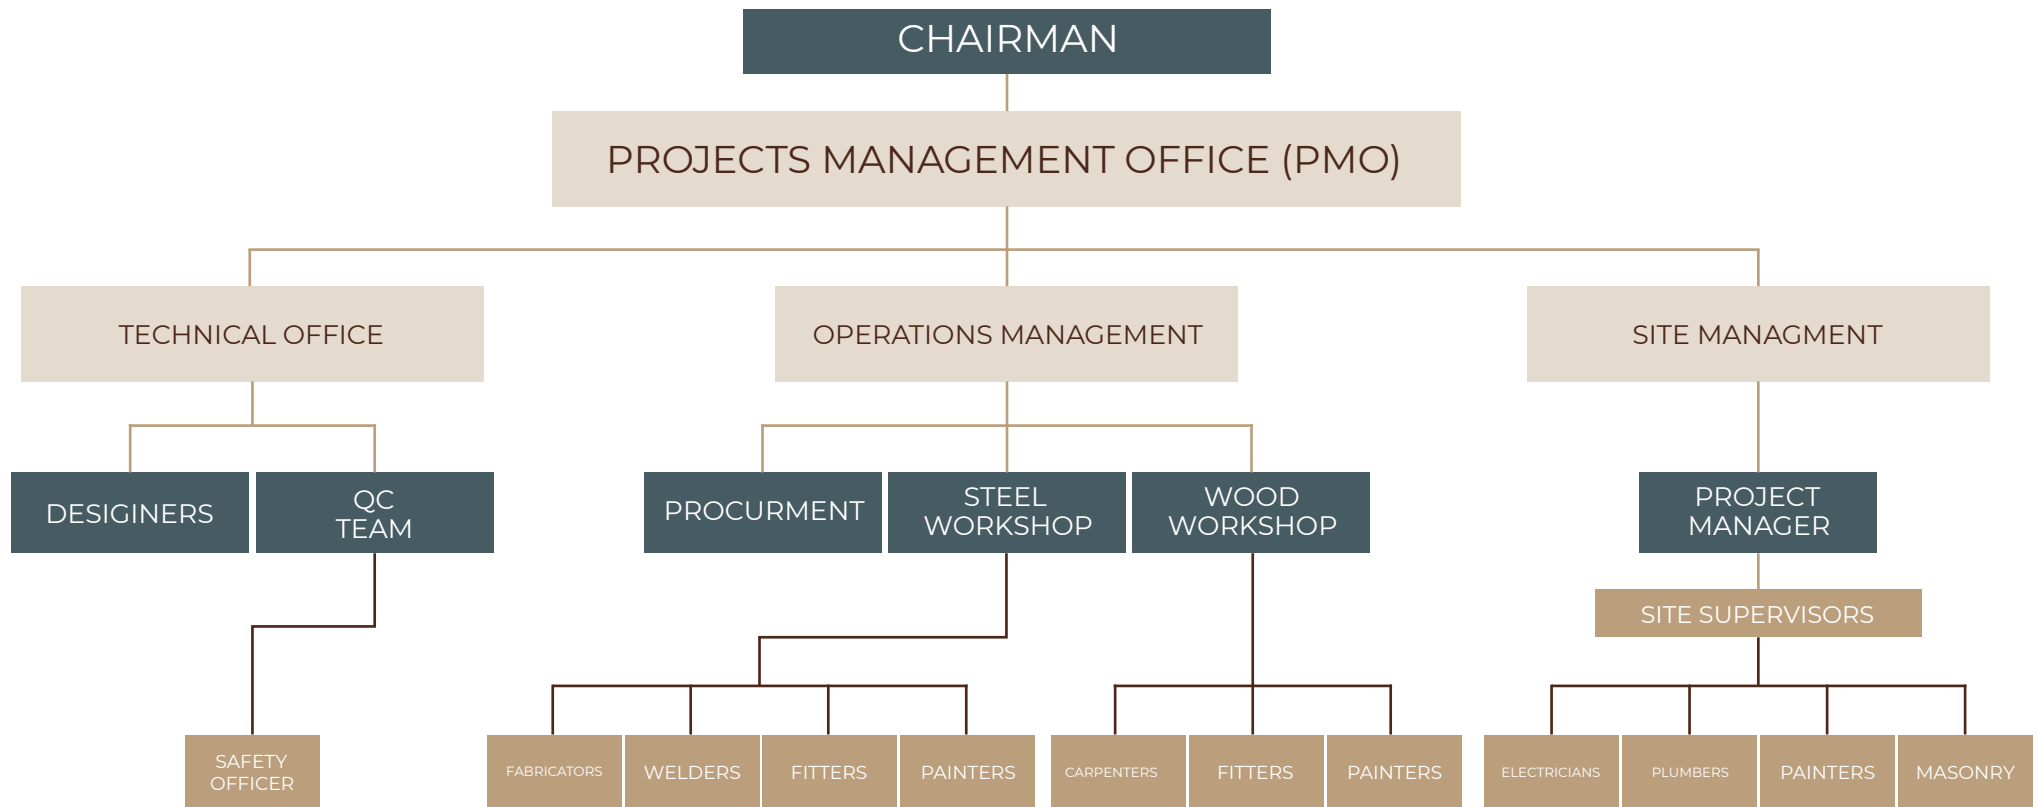 CHAIRMAN
PROJECTS MANAGEMENT OFFICE (PMO)
TECHNICAL OFFICE
OPERATIONS MANAGEMENT
SITE MANAGMENT
DESIGINERS
QC
TEAM
PROCURMENT
STEEL
WORKSHOP
WOOD
WORKSHOP
PROJECT
MANAGER
SITE SUPERVISORS
SAFETY
OFFICER
FABRICATORS
WELDERS
FITTERS
PAINTERS
CARPENTERS
FITTERS
PAINTERS
ELECTRICIANS
PLUMBERS
PAINTERS
MASONRY